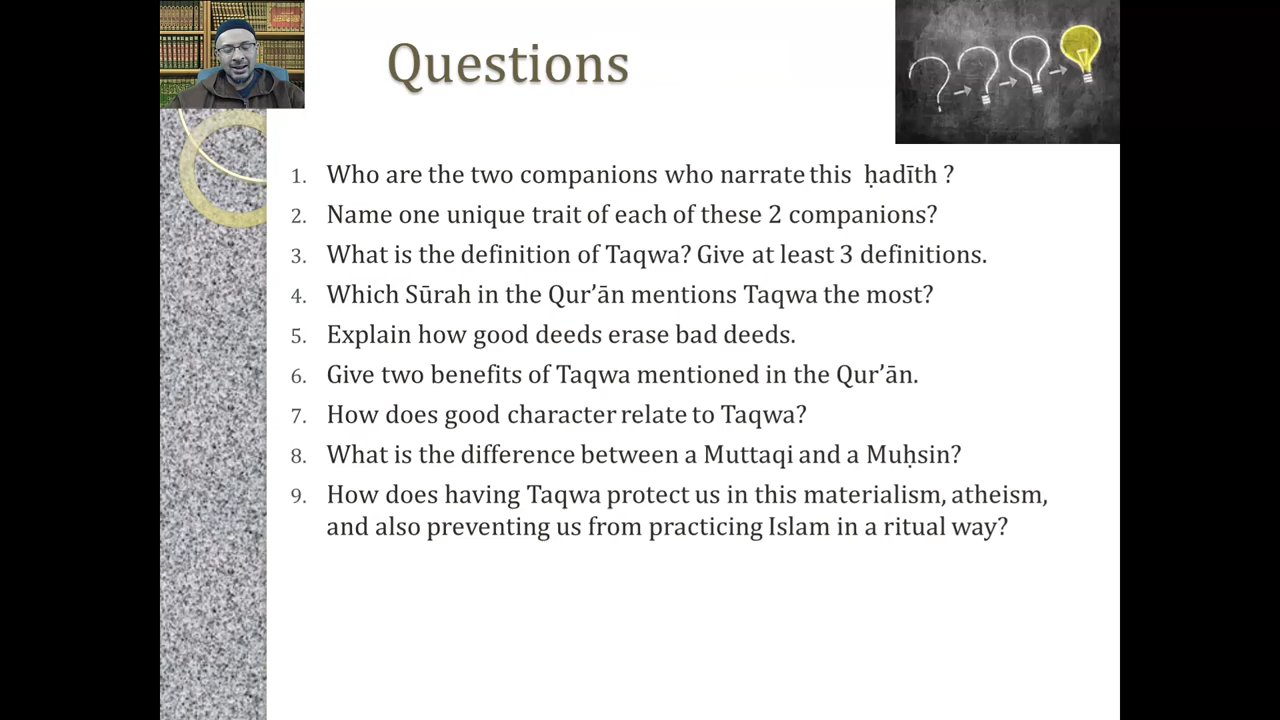 Questions
1. Who are the two companions who narrate this ḥadīth ?
2. Name one unique trait of each of these 2 companions?
3. What is the definition of Taqwa? Give at least 3 definitions.
4. Which Sūrah in the Qur’ān mentions Taqwa the most?
5. Explain how good deeds erase bad deeds.
6. Give two benefits of Taqwa mentioned in the Qur’ān.
7. How does good character relate to Taqwa?
8. What is the difference between a Muttaqi and a Muḥsin?
9. How does having Taqwa protect us in this materialism, atheism,
and also preventing us from practicing Islam in a ritual way?